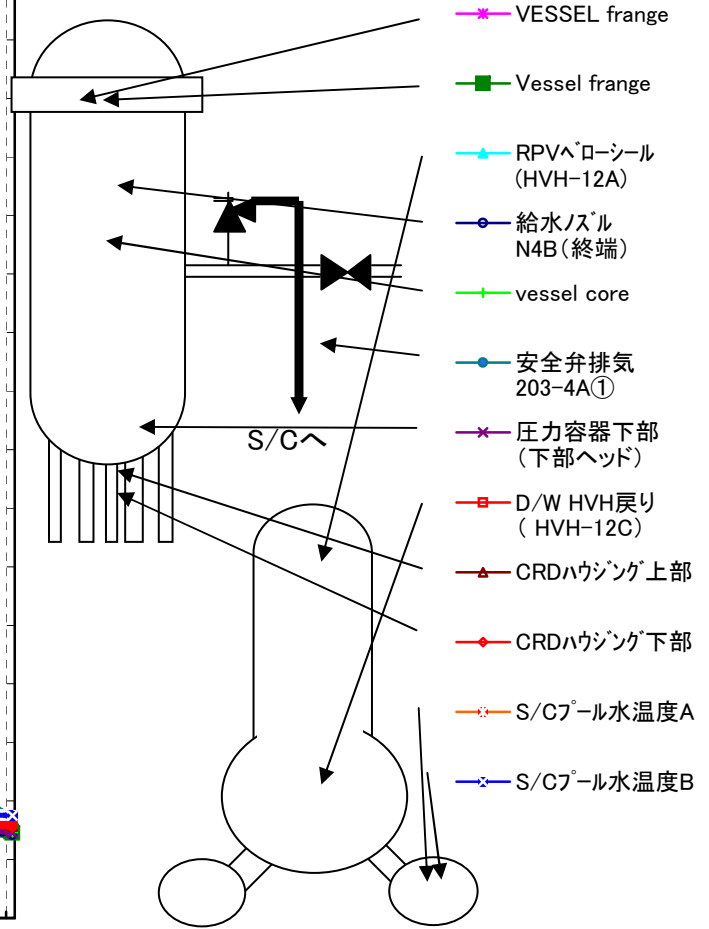 VESSEL frange
Vessel frange
RPVﾍﾞﾛｰｼｰﾙ
(HVH-12A)
給水ﾉｽﾞﾙ
N4B(終端)
vessel core
安全弁排気
203-4A①
S/Cへ
圧力容器下部
(下部ヘッド)
D/W HVH戻り
( HVH-12C)
CRDﾊｳｼﾞﾝｸﾞ上部
CRDﾊｳｼﾞﾝｸﾞ下部
S/Cﾌﾟｰﾙ水温度A
S/Cﾌﾟｰﾙ水温度B